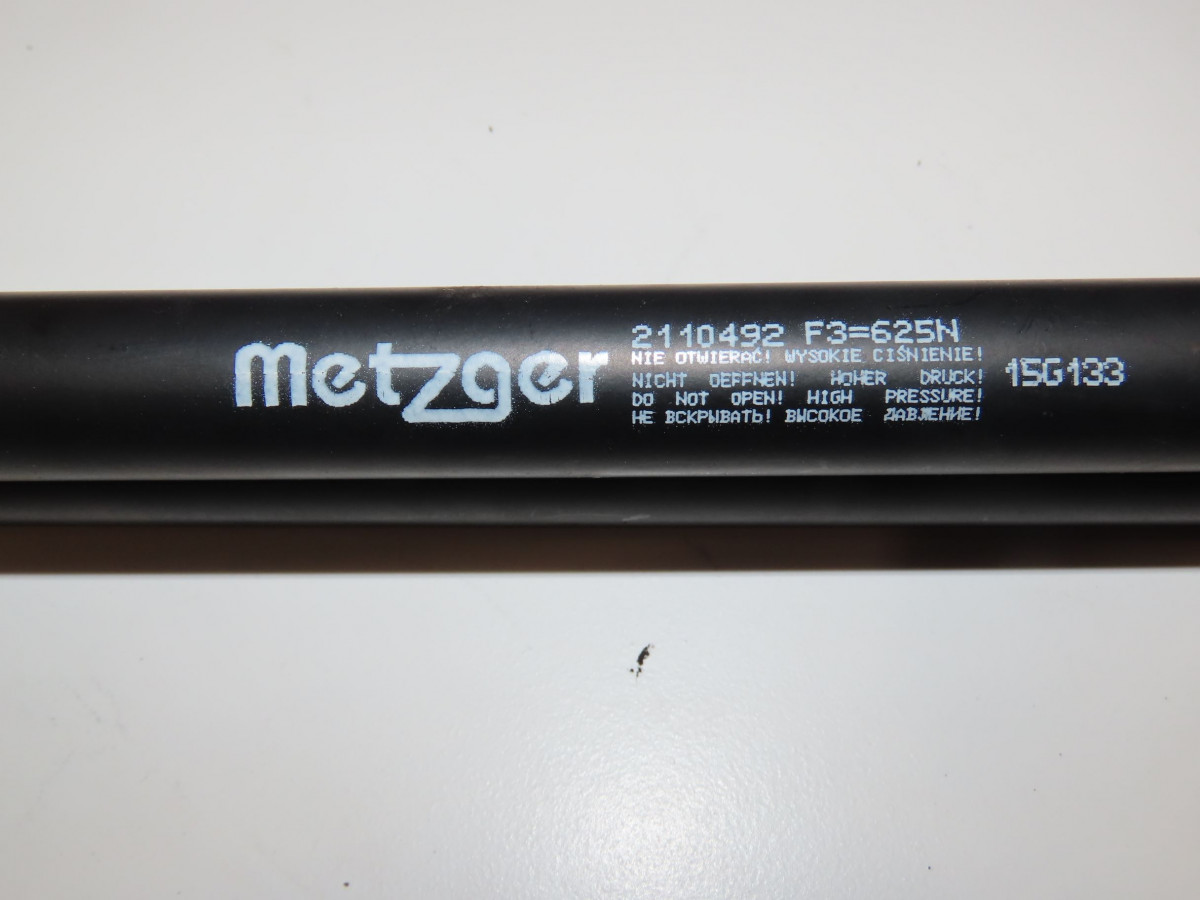 Metzger
2110492 F3=625N
NIE OTWIERAĆ! WYSOKIE CIŚNIENIE!
NICHT OEFFNEN! HOHER DRUCK!
DO NOT OPEN! HIGH PRESSURE!
НЕ ВСКРЫВАТЬ! ВЫСОКОЕ ДАВЛЕНИЕ!
15G133